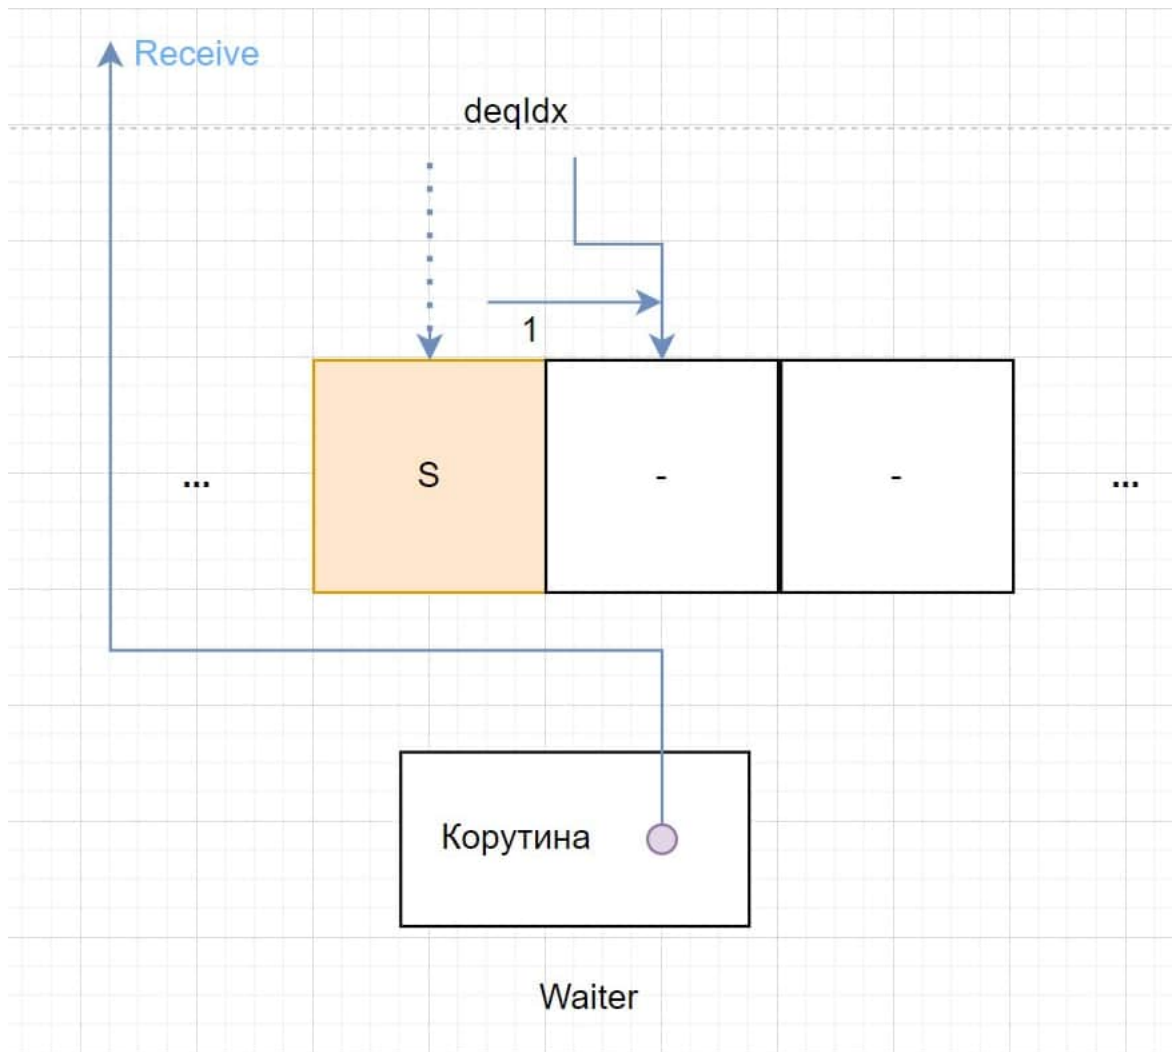 Receive
deqIdx
1
... S - - ...
Корутина
Waiter